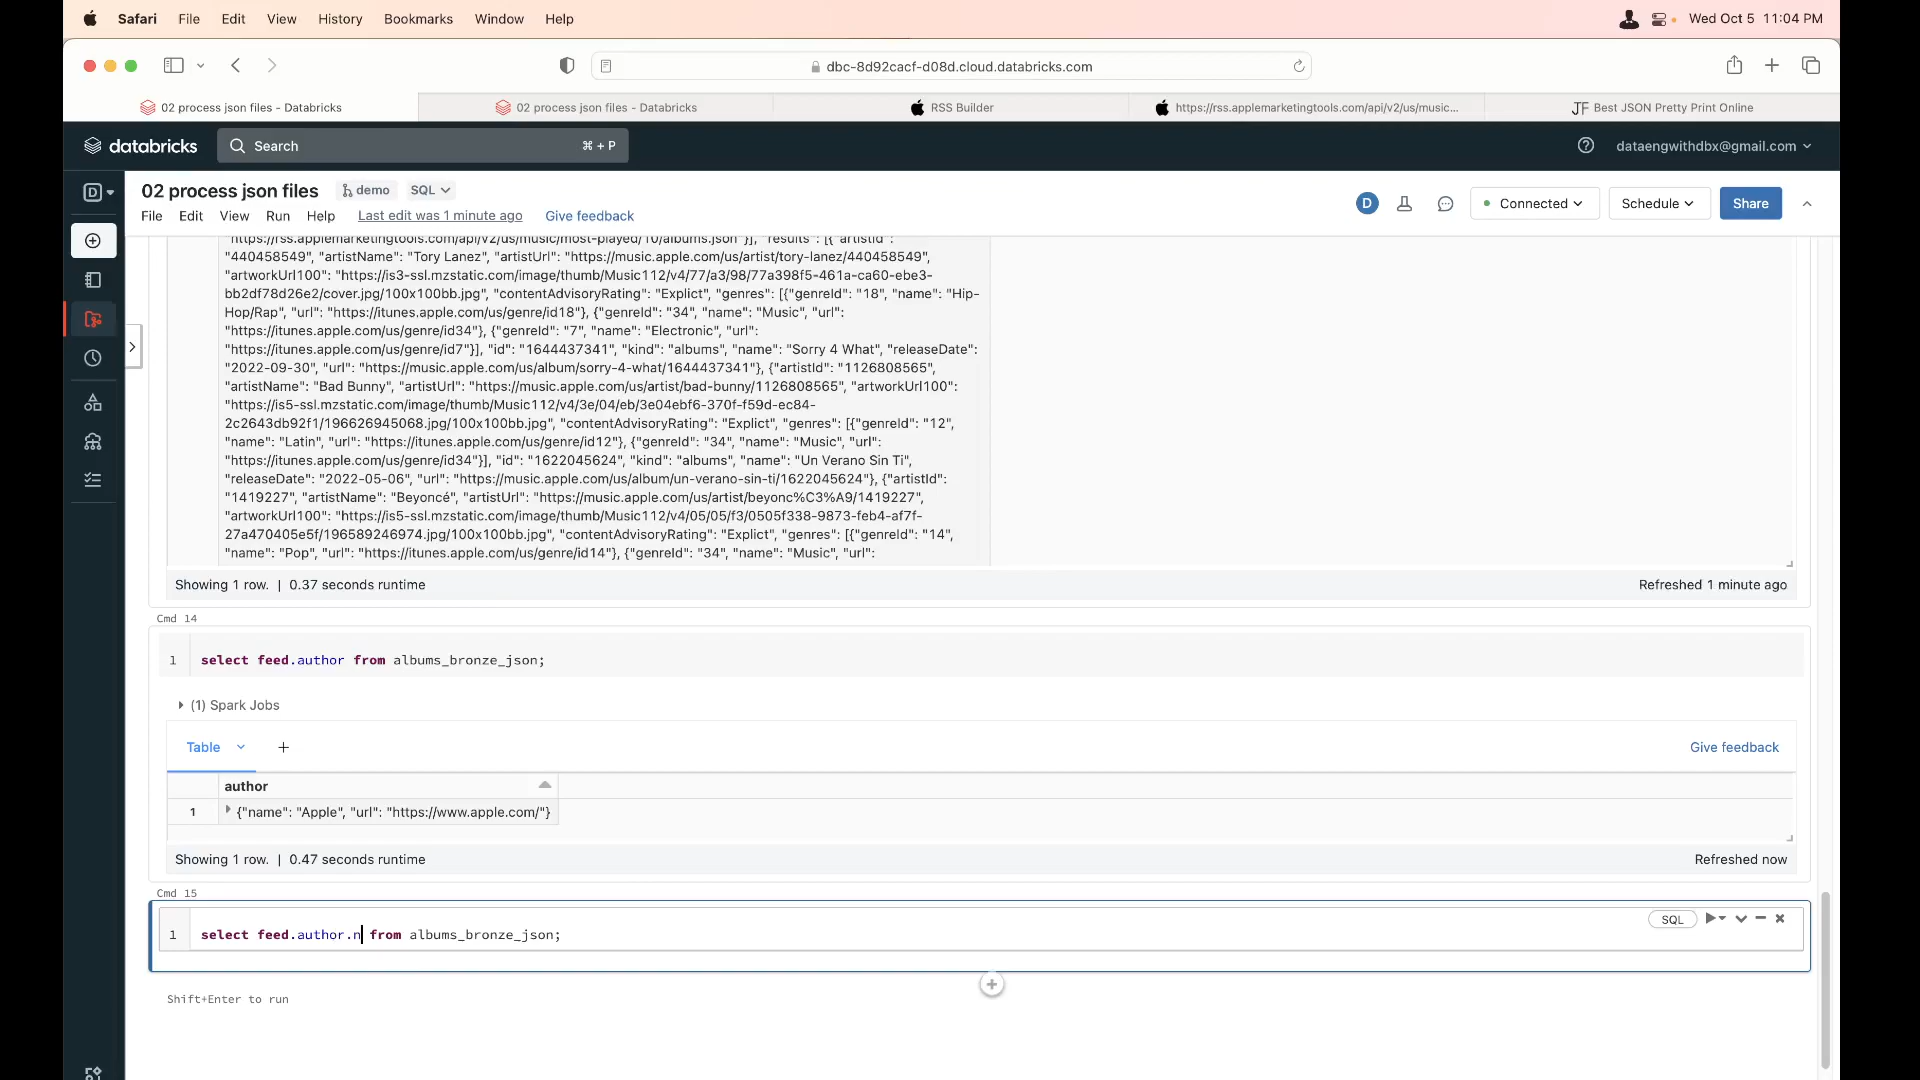 Safari File Edit View History Bookmarks Window Help Wed Oct 5 11:04 PM
dbc-8d92cacf-d08d.cloud.databricks.com
02 process json files - Databricks 02 process json files - Databricks RSS Builder https://rss.applemarketingtools.com/api/v2/us/music... JF Best JSON Pretty Print Online
databricks Search ⌘ + P dataengwithdbx@gmail.com
D 02 process json files demo SQL
D Connected Schedule Share
File Edit View Run Help Last edit was 1 minute ago Give feedback
"https://rss.applemarketingtools.com/api/v2/us/music/most-played/10/albums.json"}], "results": [{"artistId":
"440458549", "artistName": "Tory Lanez", "artistUrl": "https://music.apple.com/us/artist/tory-lanez/440458549",
"artworkUrl100": "https://is3-ssl.mzstatic.com/image/thumb/Music112/v4/77/a3/98/77a398f5-461a-ca60-ebe3-
bb2df78d26e2/cover.jpg/100x100bb.jpg", "contentAdvisoryRating": "Explict", "genres": [{"genreId": "18", "name": "Hip-
Hop/Rap", "url": "https://itunes.apple.com/us/genre/id18"}, {"genreId": "34", "name": "Music", "url":
"https://itunes.apple.com/us/genre/id34"}, {"genreId": "7", "name": "Electronic", "url":
"https://itunes.apple.com/us/genre/id7"}], "id": "1644437341", "kind": "albums", "name": "Sorry 4 What", "releaseDate":
"2022-09-30", "url": "https://music.apple.com/us/album/sorry-4-what/1644437341"}, {"artistId": "1126808565",
"artistName": "Bad Bunny", "artistUrl": "https://music.apple.com/us/artist/bad-bunny/1126808565", "artworkUrl100":
"https://is5-ssl.mzstatic.com/image/thumb/Music112/v4/3e/04/eb/3e04ebf6-370f-f59d-ec84-
2c2643db92f1/196626945068.jpg/100x100bb.jpg", "contentAdvisoryRating": "Explict", "genres": [{"genreId": "12",
"name": "Latin", "url": "https://itunes.apple.com/us/genre/id12"}, {"genreId": "34", "name": "Music", "url":
"https://itunes.apple.com/us/genre/id34"}], "id": "1622045624", "kind": "albums", "name": "Un Verano Sin Ti",
"releaseDate": "2022-05-06", "url": "https://music.apple.com/us/album/un-verano-sin-ti/1622045624"}, {"artistId":
"1419227", "artistName": "Beyoncé", "artistUrl": "https://music.apple.com/us/artist/beyonc%C3%A9/1419227",
"artworkUrl100": "https://is5-ssl.mzstatic.com/image/thumb/Music112/v4/05/05/f3/0505f338-9873-feb4-af7f-
27a470405e5f/196589246974.jpg/100x100bb.jpg", "contentAdvisoryRating": "Explict", "genres": [{"genreId": "14",
"name": "Pop", "url": "https://itunes.apple.com/us/genre/id14"}, {"genreId": "34", "name": "Music", "url":
Showing 1 row. | 0.37 seconds runtime Refreshed 1 minute ago
Cmd 14
1 select feed.author from albums_bronze_json;
(1) Spark Jobs
Table + Give feedback
author
1 {"name": "Apple", "url": "https://www.apple.com/"}
Showing 1 row. | 0.47 seconds runtime Refreshed now
Cmd 15
SQL
1 select feed.author.n from albums_bronze_json;
Shift+Enter to run